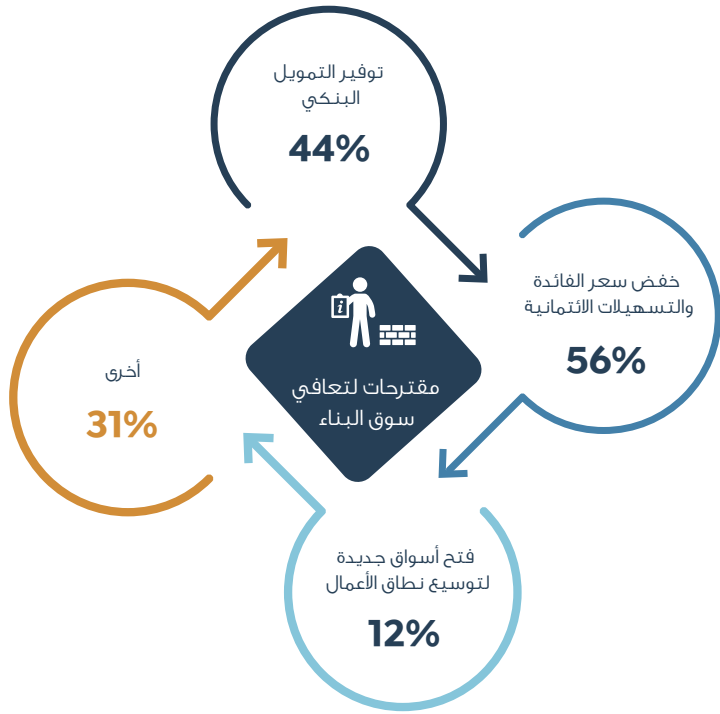 توفير التمويل
البنكي
44%
خفض سعر الفائدة
والتسهيلات الائتمانية
56%
مقترحات لتعافي
سوق البناء
أخرى
31%
فتح أسواق جديدة
لتوسيع نطاق الأعمال
12%